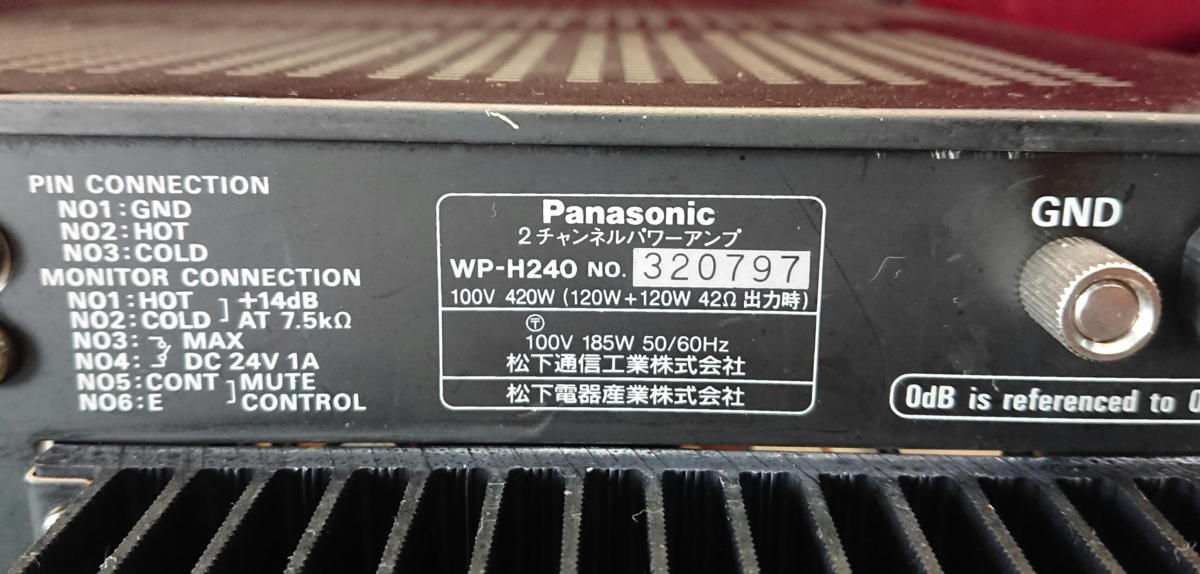 PIN CONNECTION
NO1:GND
NO2:HOT
NO3:COLD
MONITOR CONNECTION
NO1:HOT
NO2:COLD
+14dB
AT 7.5kΩ
NO3: MAX
NO4: DC 24V 1A
NO5:CONT
NO6:E
MUTE
CONTROL
Panasonic
2チャンネルパワーアンプ
WP-H240 NO. 320797
100V 420W (120W+120W 42Ω 出力時)
〶
100V 185W 50/60Hz
松下通信工業株式会社
松下電器産業株式会社
GND
0dB is referenced to